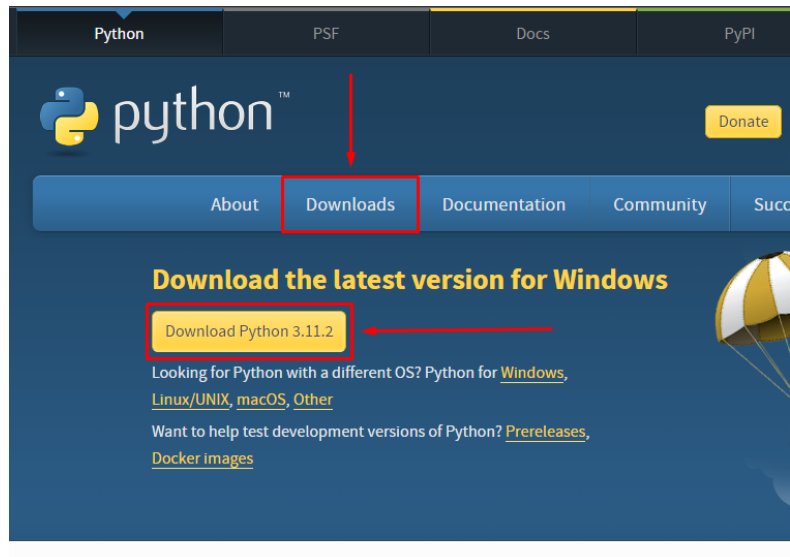 Python PSF Docs PyPI
python™
Donate
About Downloads Documentation Community Succ
Download the latest version for Windows
Download Python 3.11.2
Looking for Python with a different OS? Python for Windows,
Linux/UNIX, macOS, Other
Want to help test development versions of Python? Prereleases,
Docker images